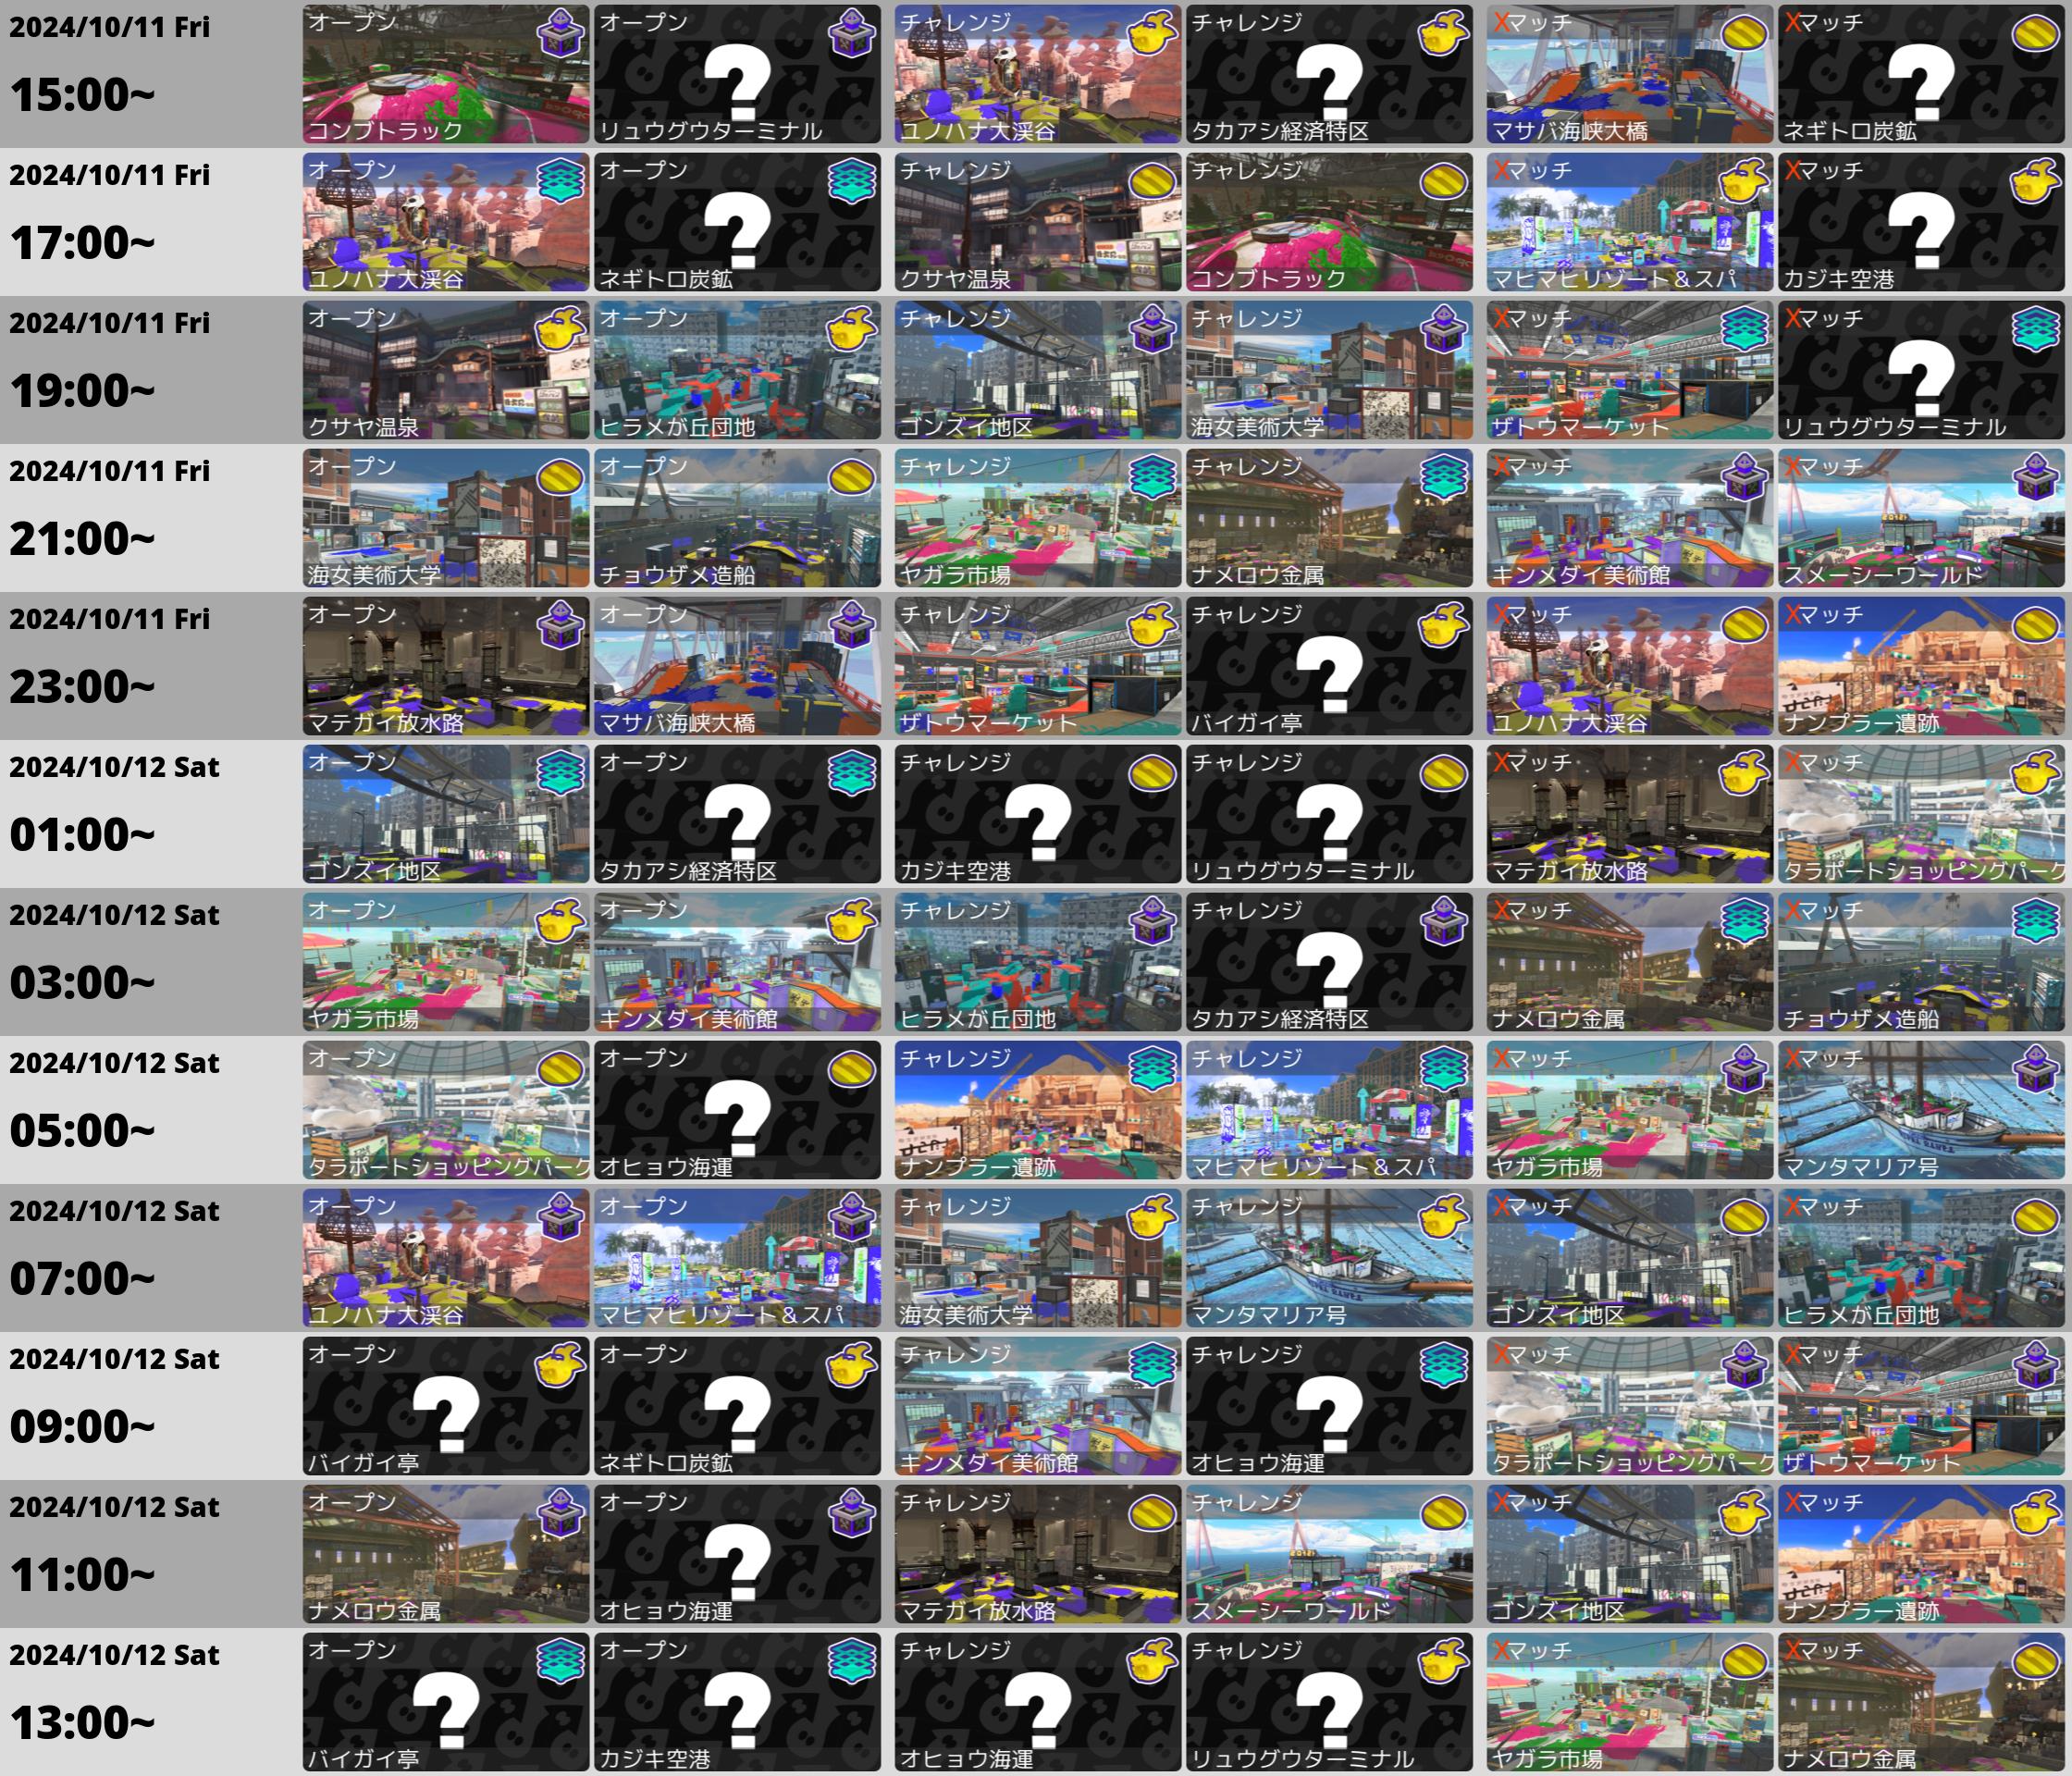 2024/10/11 Fri
15:00~
オープン
コンブトラック
オープン
リュウグウターミナル
チャレンジ
ユノハナ大渓谷
チャレンジ
タカアシ経済特区
Xマッチ
マサバ海峡大橋
Xマッチ
ネギトロ炭鉱
2024/10/11 Fri
17:00~
オープン
ユノハナ大渓谷
オープン
ネギトロ炭鉱
チャレンジ
クサヤ温泉
チャレンジ
コンブトラック
Xマッチ
マヒマヒリゾート＆スパ
Xマッチ
カジキ空港
2024/10/11 Fri
19:00~
オープン
クサヤ温泉
オープン
ヒラメが丘団地
チャレンジ
ゴンズイ地区
チャレンジ
海女美術大学
Xマッチ
ザトウマーケット
Xマッチ
リュウグウターミナル
2024/10/11 Fri
21:00~
オープン
海女美術大学
オープン
チョウザメ造船
チャレンジ
ヤガラ市場
チャレンジ
ナメロウ金属
Xマッチ
キンメダイ美術館
Xマッチ
スメーシーワールド
2024/10/11 Fri
23:00~
オープン
マテガイ放水路
オープン
マサバ海峡大橋
チャレンジ
ザトウマーケット
チャレンジ
バイガイ亭
Xマッチ
ユノハナ大渓谷
Xマッチ
ナンプラー遺跡
2024/10/12 Sat
01:00~
オープン
ゴンズイ地区
オープン
タカアシ経済特区
チャレンジ
カジキ空港
チャレンジ
リュウグウターミナル
Xマッチ
マテガイ放水路
Xマッチ
タラポートショッピングパーク
2024/10/12 Sat
03:00~
オープン
ヤガラ市場
オープン
キンメダイ美術館
チャレンジ
ヒラメが丘団地
チャレンジ
タカアシ経済特区
Xマッチ
ナメロウ金属
Xマッチ
チョウザメ造船
2024/10/12 Sat
05:00~
オープン
タラポートショッピングパーク
オープン
オヒョウ海運
チャレンジ
ナンプラー遺跡
チャレンジ
マヒマヒリゾート＆スパ
Xマッチ
ヤガラ市場
Xマッチ
マンタマリア号
2024/10/12 Sat
07:00~
オープン
ユノハナ大渓谷
オープン
マヒマヒリゾート＆スパ
チャレンジ
海女美術大学
チャレンジ
マンタマリア号
Xマッチ
ゴンズイ地区
Xマッチ
ヒラメが丘団地
2024/10/12 Sat
09:00~
オープン
バイガイ亭
オープン
ネギトロ炭鉱
チャレンジ
キンメダイ美術館
チャレンジ
オヒョウ海運
Xマッチ
タラポートショッピングパーク
Xマッチ
ザトウマーケット
2024/10/12 Sat
11:00~
オープン
ナメロウ金属
オープン
オヒョウ海運
チャレンジ
マテガイ放水路
チャレンジ
スメーシーワールド
Xマッチ
ゴンズイ地区
Xマッチ
ナンプラー遺跡
2024/10/12 Sat
13:00~
オープン
バイガイ亭
オープン
カジキ空港
チャレンジ
オヒョウ海運
チャレンジ
リュウグウターミナル
Xマッチ
ヤガラ市場
Xマッチ
ナメロウ金属